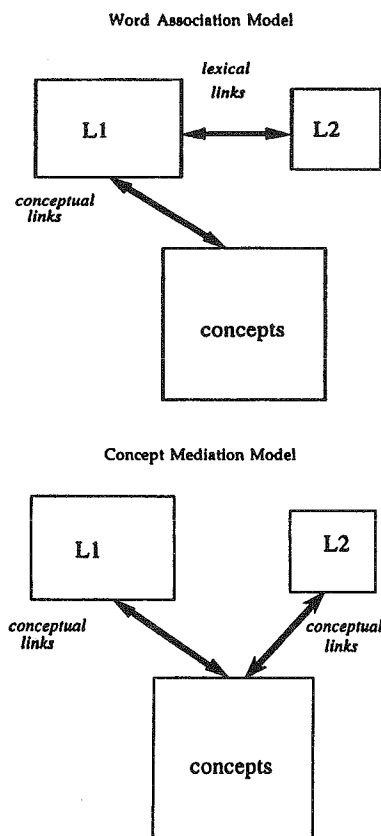 Word Association Model
lexical
links
L1
L2
conceptual
links
concepts
Concept Mediation Model
L1
L2
conceptual
links
conceptual
links
concepts